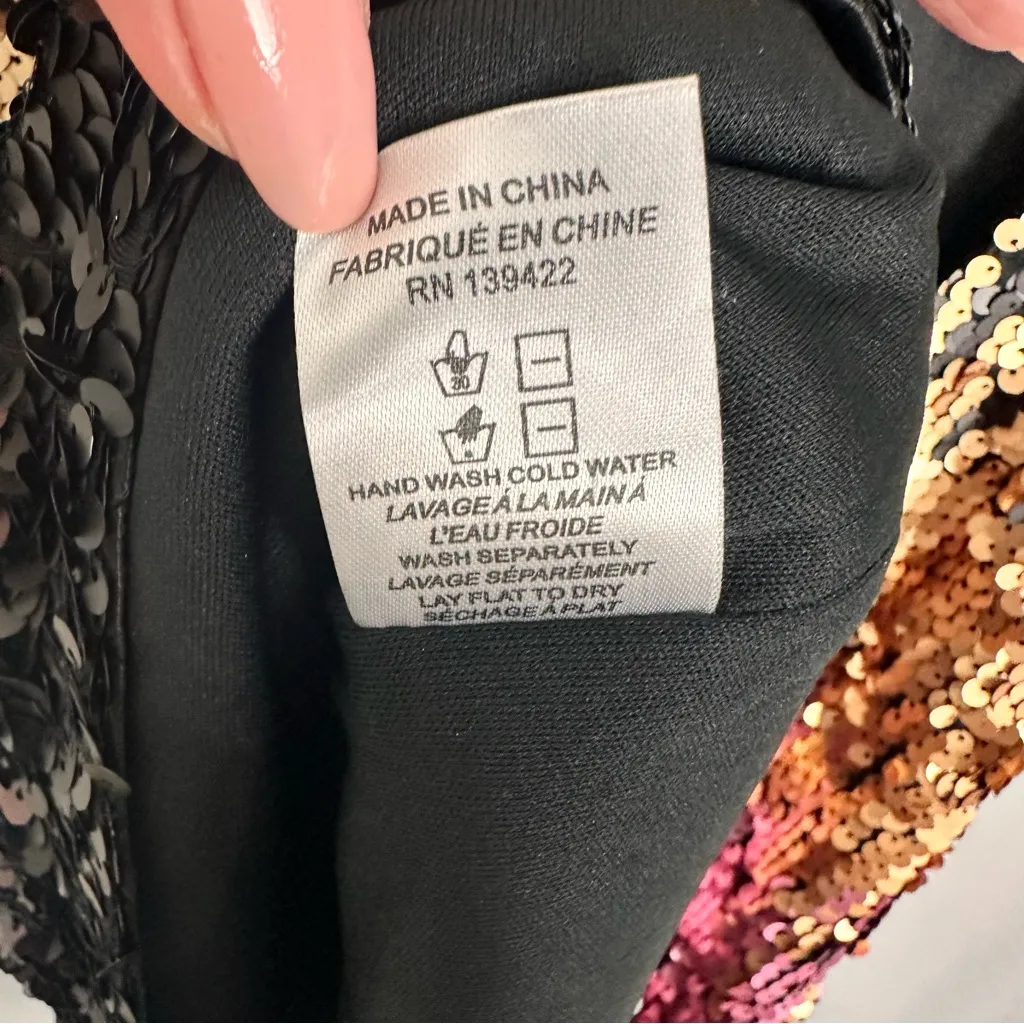 MADE IN CHINA
FABRIQUÉ EN CHINE
RN 139422
30
HAND WASH COLD WATER
LAVAGE À LA MAIN À
L'EAU FROIDE
WASH SEPARATELY
LAVAGE SÉPARÉMENT
LAY FLAT TO DRY
SÉCHAGE À PLAT